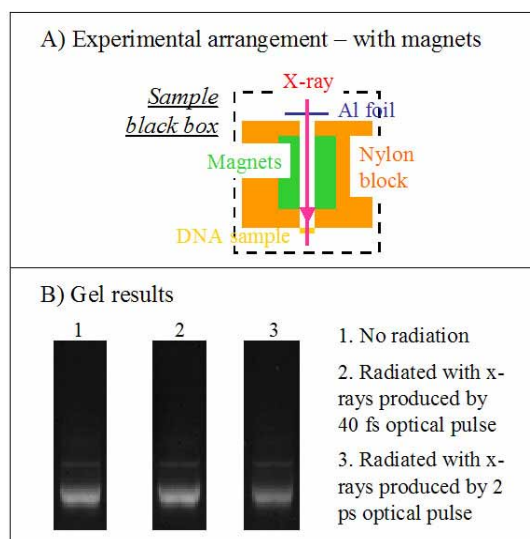 A) Experimental arrangement – with magnets
X-ray
Sample
black box
Al foil
Magnets
Nylon
block
DNA sample
B) Gel results
1
2
3
1. No radiation
2. Radiated with x-
rays produced by
40 fs optical pulse
3. Radiated with x-
rays produced by 2
ps optical pulse